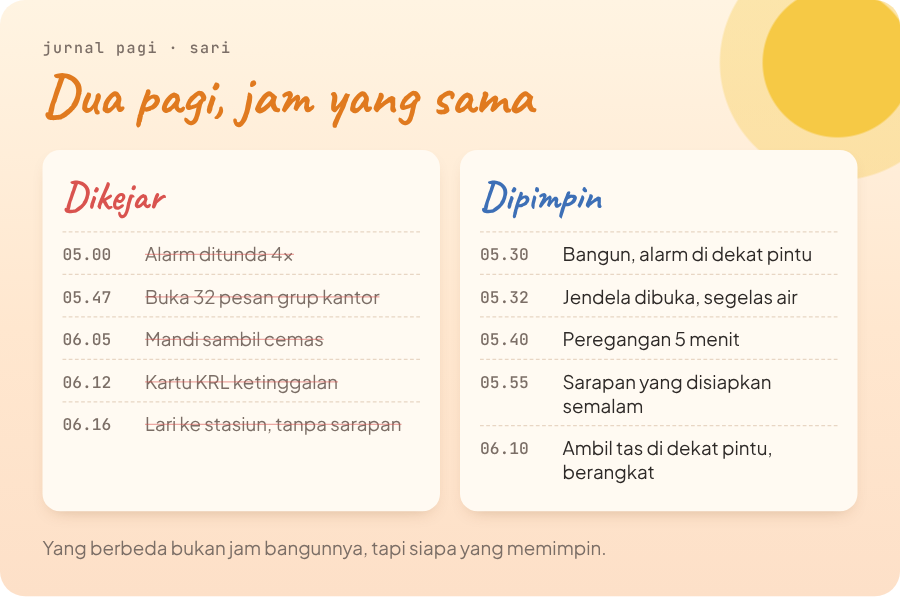 jurnal pagi · sari
Dua pagi, jam yang sama
Dikejar
05.00 Alarm ditunda 4×
05.47 Buka 32 pesan grup kantor
06.05 Mandi sambil cemas
06.12 Kartu KRL ketinggalan
06.16 Lari ke stasiun, tanpa sarapan
Dipimpin
05.30 Bangun, alarm di dekat pintu
05.32 Jendela dibuka, segelas air
05.40 Peregangan 5 menit
05.55 Sarapan yang disiapkan
semalam
06.10 Ambil tas di dekat pintu,
berangkat
Yang berbeda bukan jam bangunnya, tapi siapa yang memimpin.